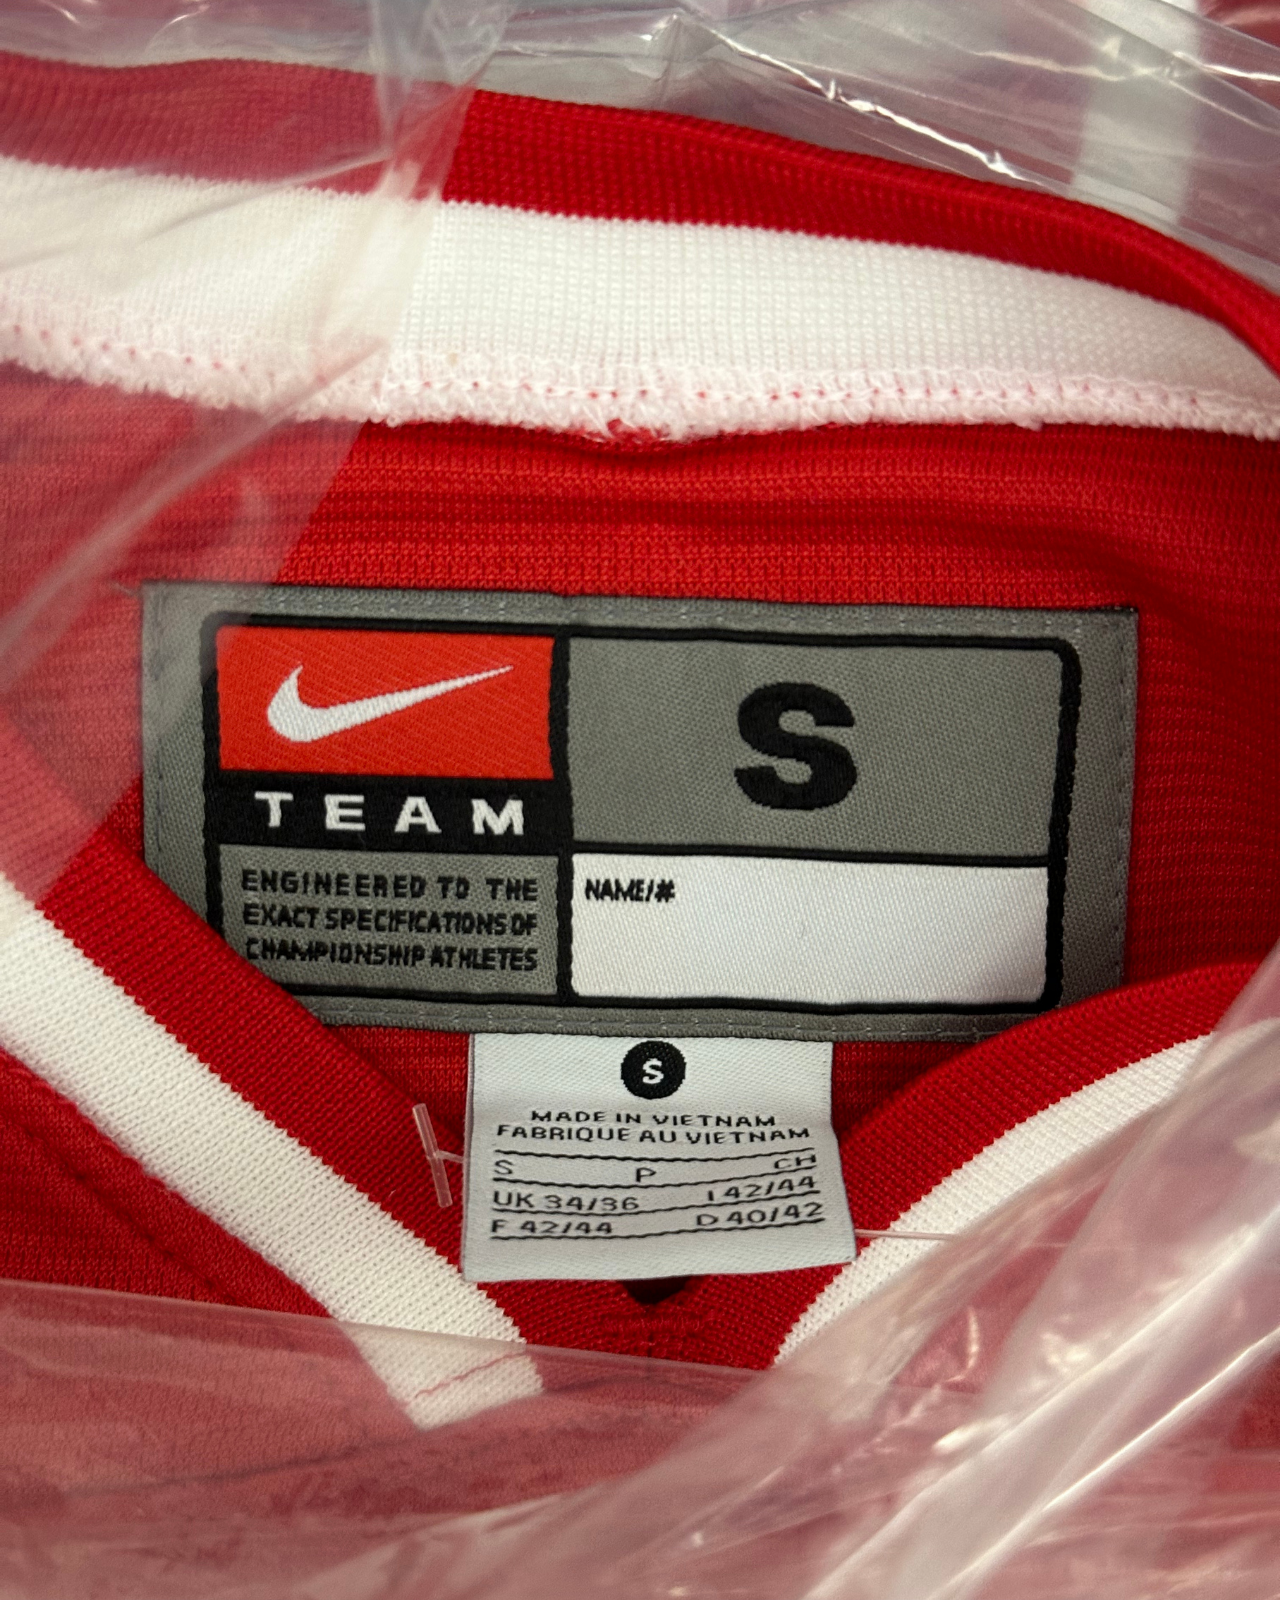 TEAM
S
ENGINEERED TO THE
EXACT SPECIFICATIONS OF
CHAMPIONSHIP ATHLETES
NAME/#
S
MADE IN VIETNAM
FABRIQUE AU VIETNAM
S P CH
UK 34/36 I 42/44
F 42/44 D 40/42